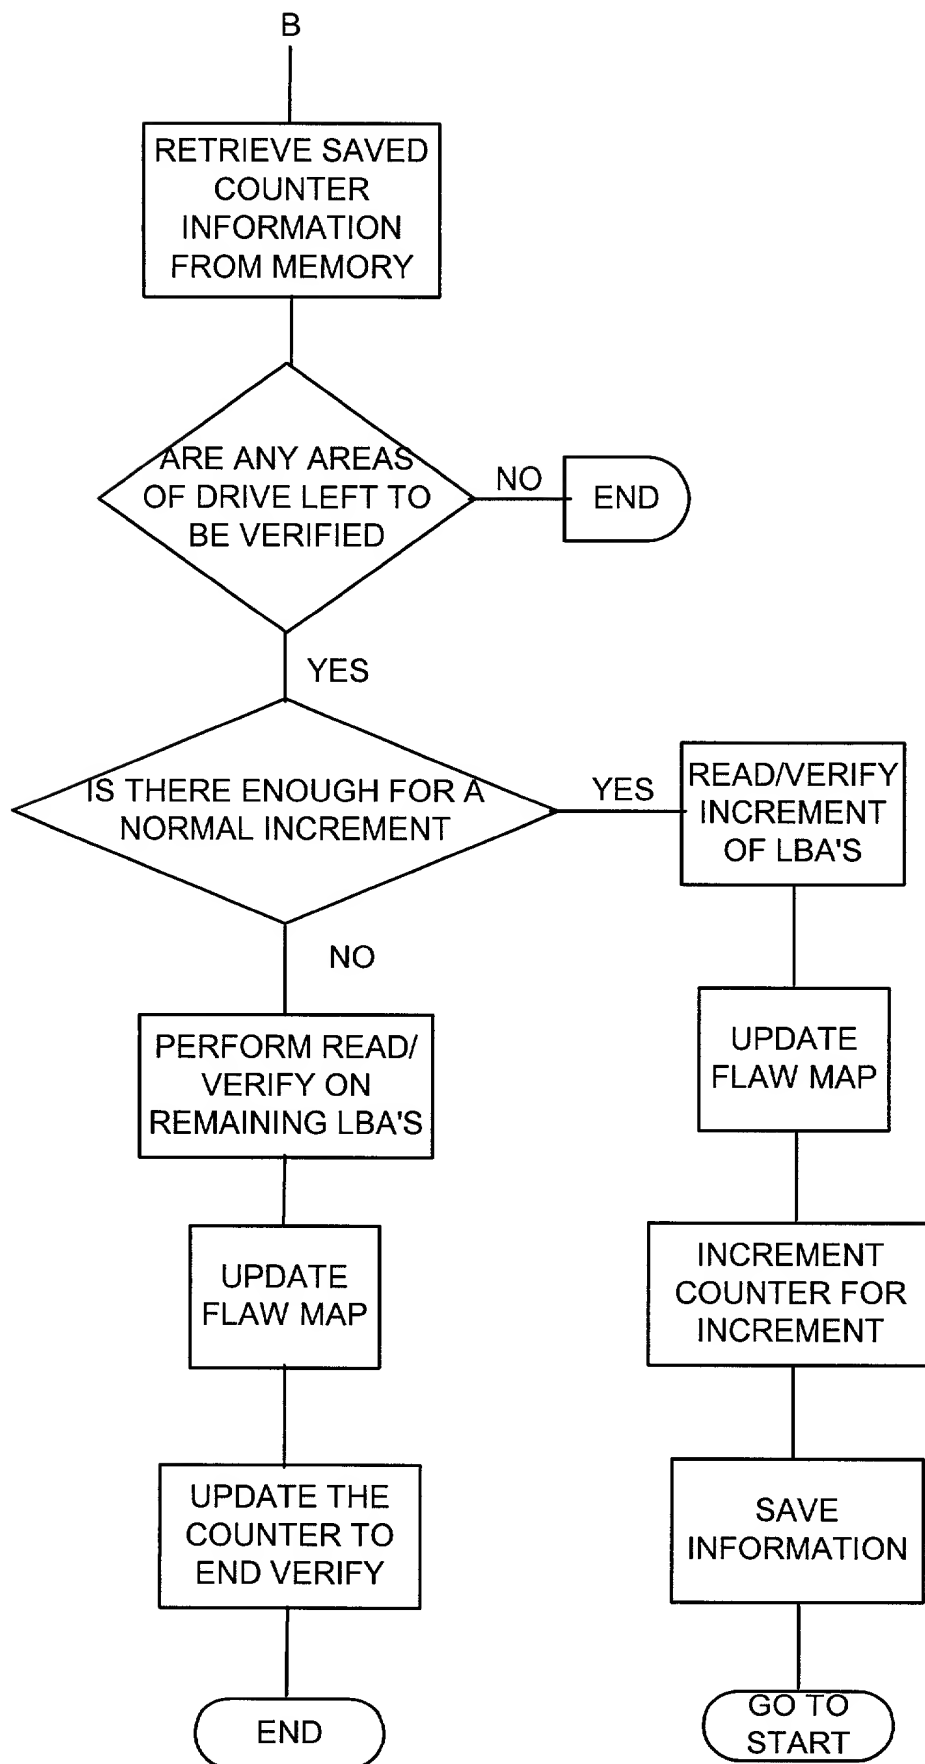 B
RETRIEVE SAVED
COUNTER
INFORMATION
FROM MEMORY
ARE ANY AREAS
OF DRIVE LEFT TO
BE VERIFIED
NO
END
YES
IS THERE ENOUGH FOR A
NORMAL INCREMENT
YES
READ/VERIFY
INCREMENT
OF LBA'S
NO
PERFORM READ/
VERIFY ON
REMAINING LBA'S
UPDATE
FLAW MAP
UPDATE THE
COUNTER TO
END VERIFY
END
UPDATE
FLAW MAP
INCREMENT
COUNTER FOR
INCREMENT
SAVE
INFORMATION
GO TO
START